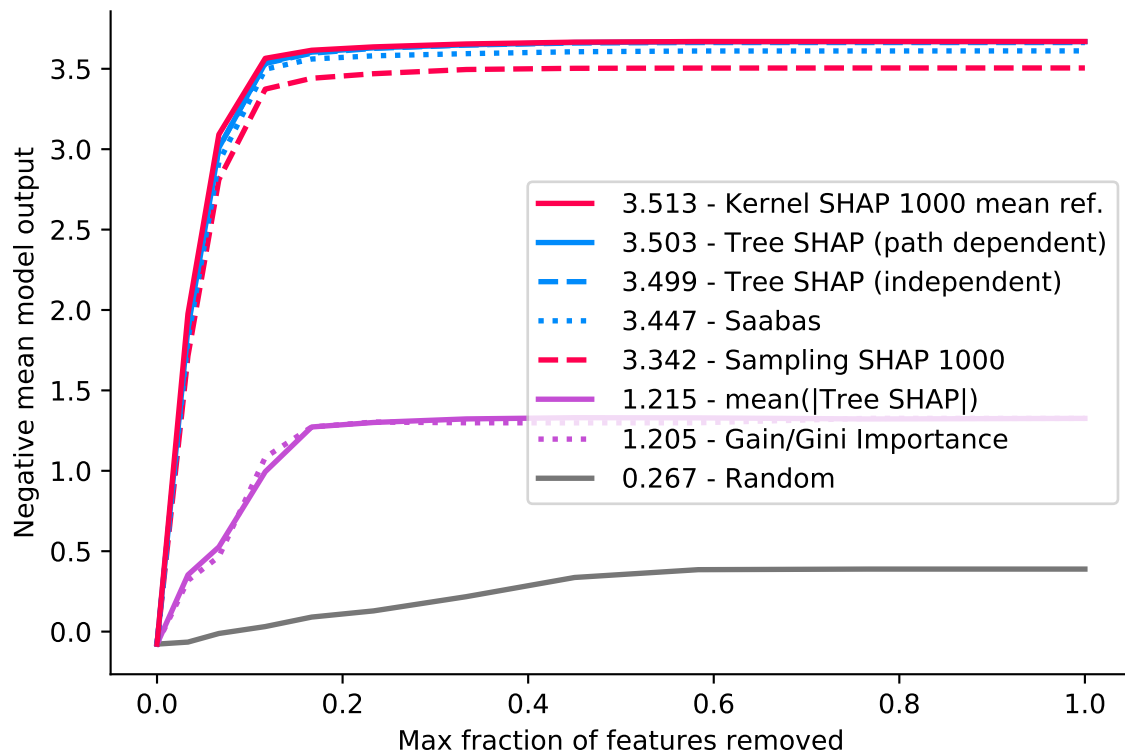 3.5
3.0
2.5
2.0
1.5
1.0
0.5
0.0
Negative mean model output
3.513 - Kernel SHAP 1000 mean ref.
3.503 - Tree SHAP (path dependent)
3.499 - Tree SHAP (independent)
3.447 - Saabas
3.342 - Sampling SHAP 1000
1.215 - mean(|Tree SHAP|)
1.205 - Gain/Gini Importance
0.267 - Random
0.0 0.2 0.4 0.6 0.8 1.0
Max fraction of features removed